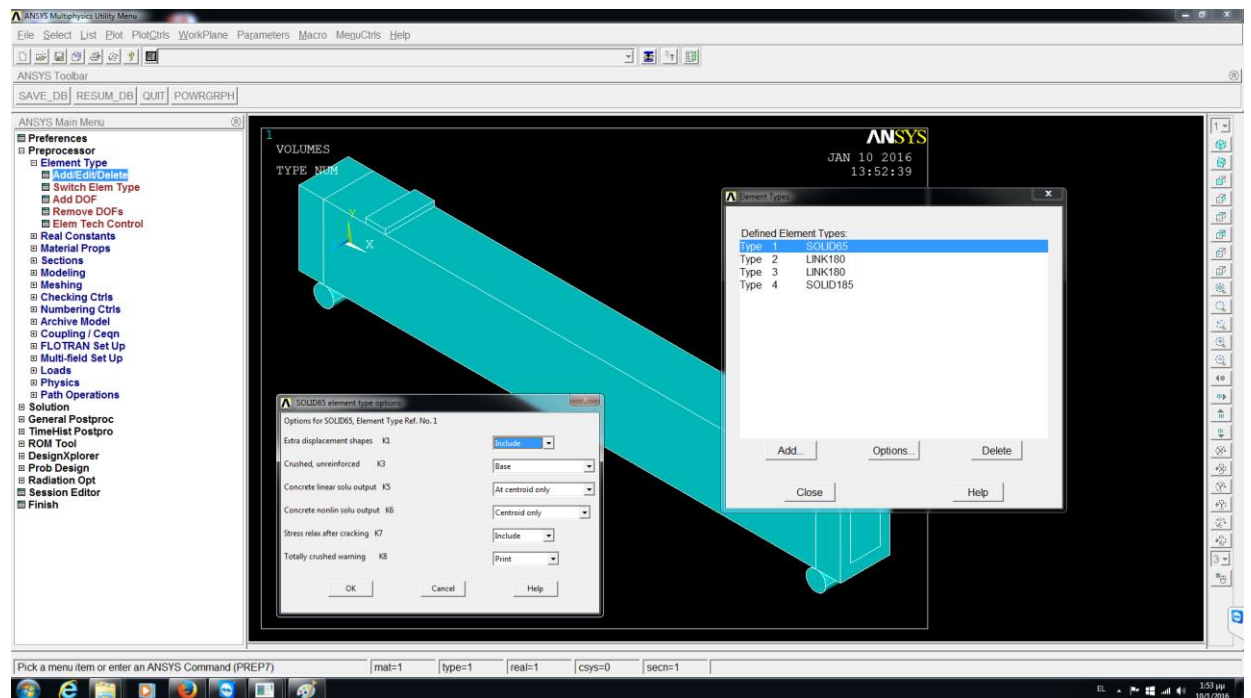 ANSYS Multiphysics Utility Menu
File Select List Plot PlotCtrls WorkPlane Parameters Macro MenuCtrls Help
ANSYS Toolbar
SAVE_DB RESUM_DB QUIT POWRGRPH
ANSYS Main Menu
Preferences
Preprocessor
Element Type
Add/Edit/Delete
Switch Elem Type
Add DOF
Remove DOFs
Elem Tech Control
Real Constants
Material Props
Sections
Modeling
Meshing
Checking Ctrls
Numbering Ctrls
Archive Model
Coupling / Ceqn
FLOTRAN Set Up
Multi-field Set Up
Loads
Physics
Path Operations
Solution
General Postproc
TimeHist Postpro
ROM Tool
DesignXplorer
Prob Design
Radiation Opt
Session Editor
Finish
1
VOLUMES
TYPE NUM
Y
X
ANSYS
JAN 10 2016
13:52:39
Element Types
Defined Element Types:
Type 1 SOLID65
Type 2 LINK180
Type 3 LINK180
Type 4 SOLID185
Add... Options... Delete
Close Help
SOLID65 element type options
Options for SOLID65, Element Type Ref. No. 1
Extra displacement shapes K1 Include
Crushed, unreinforced K3 Base
Concrete linear solu output K5 At centroid only
Concrete nonlin solu output K6 Centroid only
Stress relax after cracking K7 Include
Totally crushed warning K8 Print
OK Cancel Help
1
3
Pick a menu item or enter an ANSYS Command (PREP7) mat=1 type=1 real=1 csys=0 secn=1
EL 1:53 μμ
10/1/2016